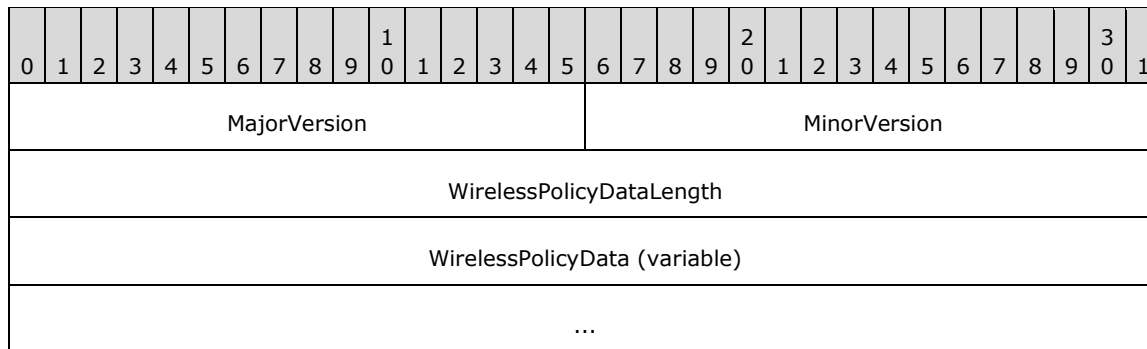 1 2 3
0 1 2 3 4 5 6 7 8 9 0 1 2 3 4 5 6 7 8 9 0 1 2 3 4 5 6 7 8 9 0 1
MajorVersion MinorVersion
WirelessPolicyDataLength
WirelessPolicyData (variable)
...